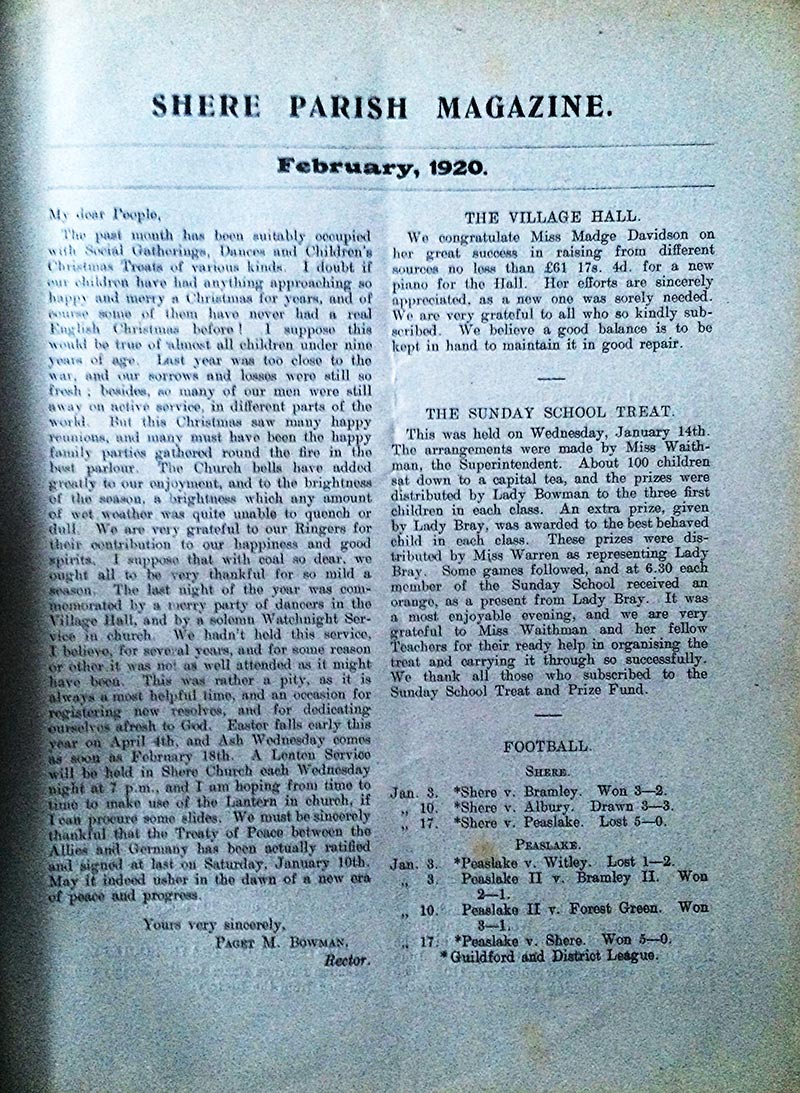 SHERE PARISH MAGAZINE.
February, 1920.
My dear People,
The past month has been suitably occupied
with Social Gatherings, Dances and Children's
Christmas Treats of various kinds. I doubt if
our children have had anything approaching so
happy and merry a Christmas for years, and of
course some of them have never had a real
English Christmas before! I suppose this
would be true of almost all children under nine
years of age. Last year was too close to the
war, and our sorrows and losses were still so
fresh; besides, so many of our men were still
away on active service, in different parts of the
world. But this Christmas saw many happy
reunions, and many must have been the happy
family parties gathered round the fire in the
best parlour. The Church bells have added
greatly to our enjoyment, and to the brightness
of the season, a brightness which any amount
of wet weather was quite unable to quench or
dull. We are very grateful to our Ringers for
their contribution to our happiness and good
spirits. I suppose that with coal so dear, we
ought all to be very thankful for so mild a
season. The last night of the year was com-
memorated by a merry party of dancers in the
Village Hall, and by a solemn Watchnight Ser-
vice in church. We hadn't held this service,
I believe, for several years, and for some reason
or other it was not as well attended as it might
have been. This was rather a pity, as it is
always a most helpful time, and an occasion for
registering new resolves, and for dedicating
ourselves afresh to God. Easter falls early this
year on April 4th, and Ash Wednesday comes
as soon as February 18th. A Lenten Service
will be held in Shere Church each Wednesday
night at 7 p.m., and I am hoping from time to
time to make use of the Lantern in church, if
I can procure some slides. We must be sincerely
thankful that the Treaty of Peace between the
Allies and Germany has been actually ratified
and signed at last on Saturday, January 10th.
May it indeed usher in the dawn of a new era
of peace and progress.
Yours very sincerely,
PAGET M. BOWMAN,
Rector.
THE VILLAGE HALL.
We congratulate Miss Madge Davidson on
her great success in raising from different
sources no less than £61 17s. 4d. for a new
piano for the Hall. Her efforts are sincerely
appreciated, as a new one was sorely needed.
We are very grateful to all who so kindly sub-
scribed. We believe a good balance is to be
kept in hand to maintain it in good repair.
THE SUNDAY SCHOOL TREAT.
This was held on Wednesday, January 14th.
The arrangements were made by Miss Waith-
man, the Superintendent. About 100 children
sat down to a capital tea, and the prizes were
distributed by Lady Bowman to the three first
children in each class. An extra prize, given
by Lady Bray, was awarded to the best behaved
child in each class. These prizes were dis-
tributed by Miss Warren as representing Lady
Bray. Some games followed, and at 6.30 each
member of the Sunday School received an
orange, as a present from Lady Bray. It was
a most enjoyable evening, and we are very
grateful to Miss Waithman and her fellow
Teachers for their ready help in organising the
treat and carrying it through so successfully.
We thank all those who subscribed to the
Sunday School Treat and Prize Fund.
FOOTBALL.
SHERE.
Jan. 3. *Shere v. Bramley. Won 3—2.
„ 10. *Shere v. Albury. Drawn 3—3.
„ 17. *Shere v. Peaslake. Lost 5—0.
PEASLAKE.
Jan. 3. *Peaslake v. Witley. Lost 1—2.
„ 3. Peaslake II v. Bramley II. Won
2—1.
„ 10. Peaslake II v. Forest Green. Won
3—1.
„ 17. *Peaslake v. Shere. Won 5—0.
*Guildford and District League.